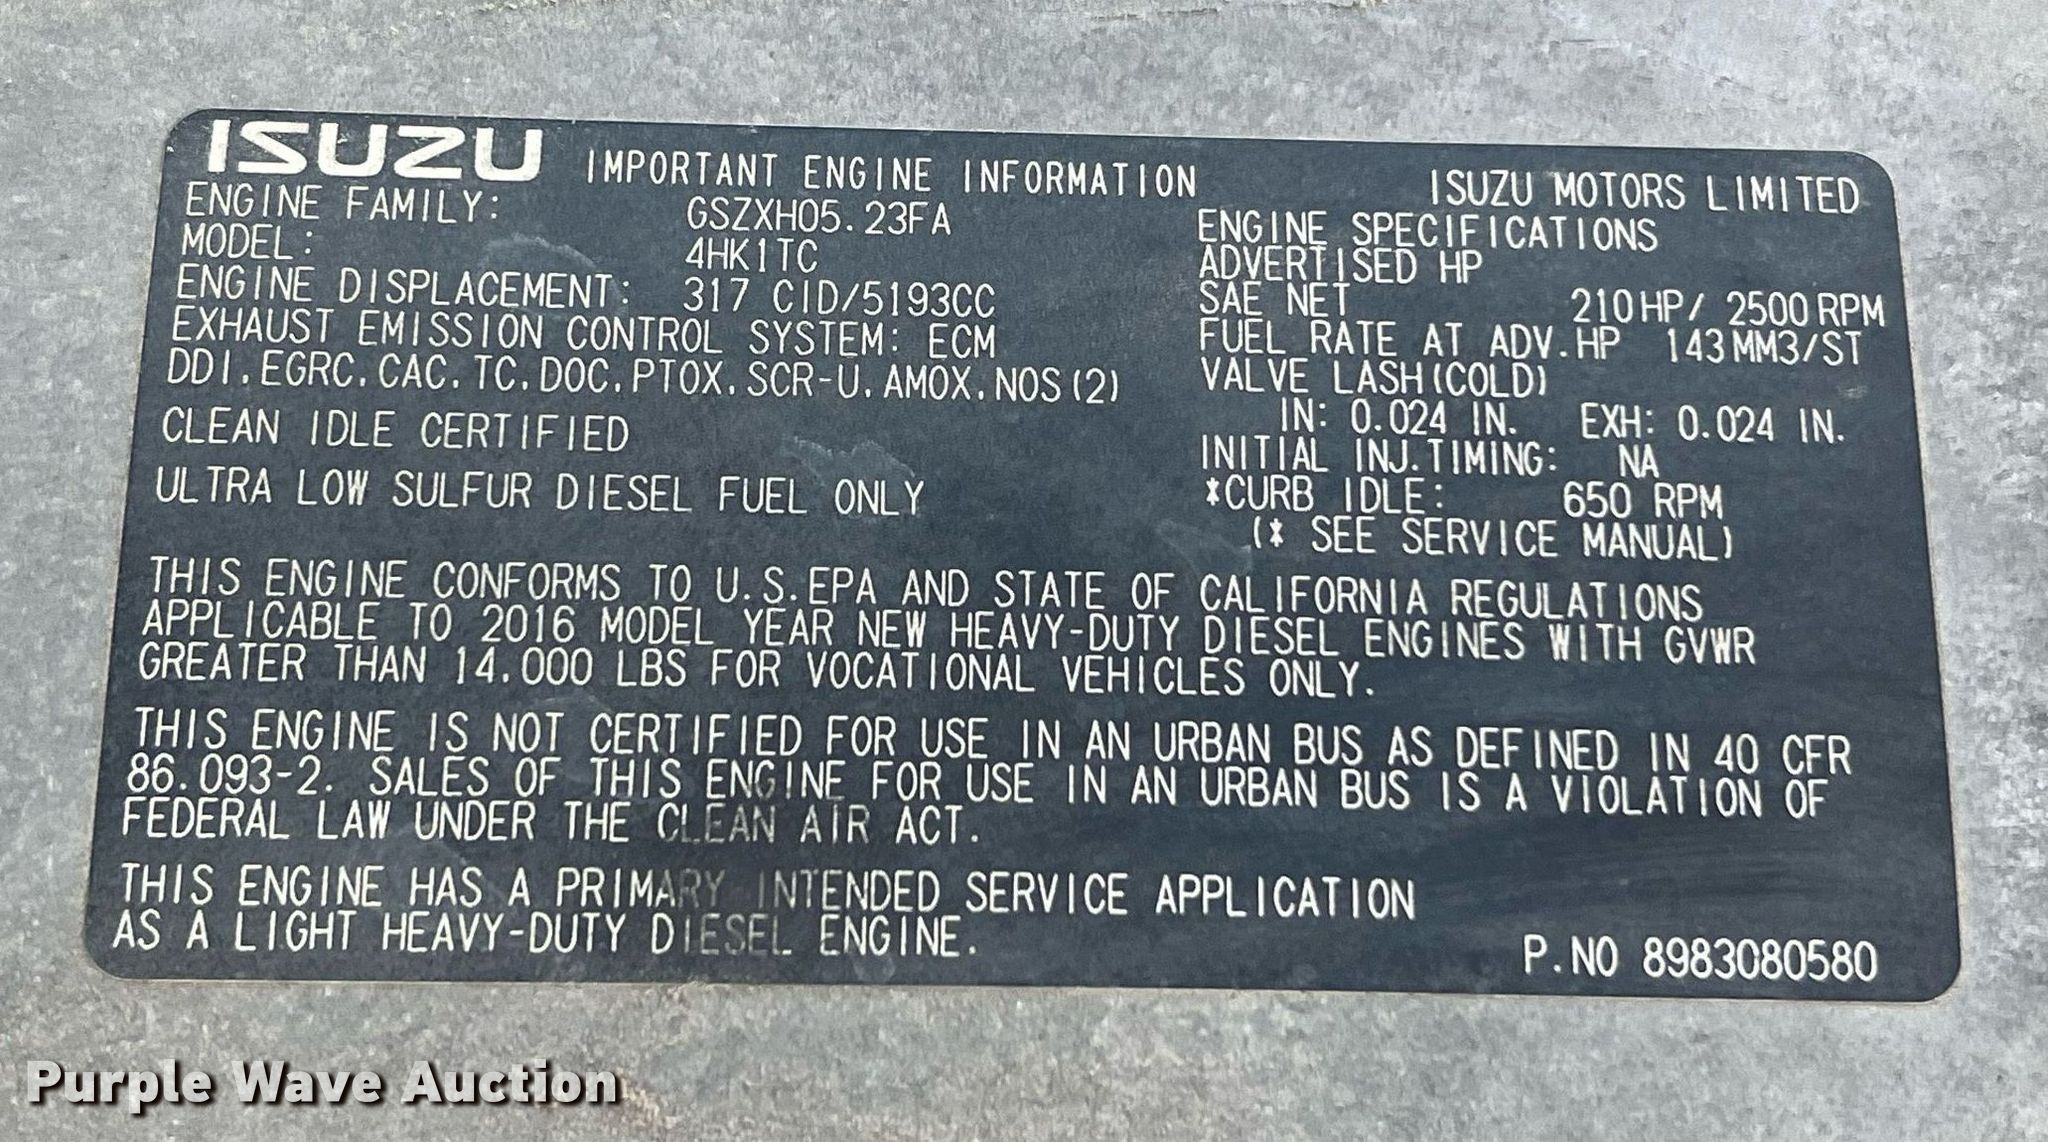 ISUZU IMPORTANT ENGINE INFORMATION ISUZU MOTORS LIMITED
ENGINE FAMILY: GSZXH05.23FA
MODEL: 4HK1TC
ENGINE DISPLACEMENT: 317 CID/5193CC
EXHAUST EMISSION CONTROL SYSTEM: ECM
DDI.EGRC.CAC.TC.DOC.PTOX.SCR-U.AMOX.NOS(2)
CLEAN IDLE CERTIFIED
ULTRA LOW SULFUR DIESEL FUEL ONLY
ENGINE SPECIFICATIONS
ADVERTISED HP
SAE NET 210HP/ 2500RPM
FUEL RATE AT ADV.HP 143MM3/ST
VALVE LASH(COLD)
IN: 0.024 IN. EXH: 0.024 IN.
INITIAL INJ.TIMING: NA
*CURB IDLE: 650 RPM
(* SEE SERVICE MANUAL)
THIS ENGINE CONFORMS TO U.S.EPA AND STATE OF CALIFORNIA REGULATIONS
APPLICABLE TO 2016 MODEL YEAR NEW HEAVY-DUTY DIESEL ENGINES WITH GVWR
GREATER THAN 14.000 LBS FOR VOCATIONAL VEHICLES ONLY.
THIS ENGINE IS NOT CERTIFIED FOR USE IN AN URBAN BUS AS DEFINED IN 40 CFR
86.093-2. SALES OF THIS ENGINE FOR USE IN AN URBAN BUS IS A VIOLATION OF
FEDERAL LAW UNDER THE CLEAN AIR ACT.
THIS ENGINE HAS A PRIMARY INTENDED SERVICE APPLICATION
AS A LIGHT HEAVY-DUTY DIESEL ENGINE.
P.NO 8983080580
Purple Wave Auction